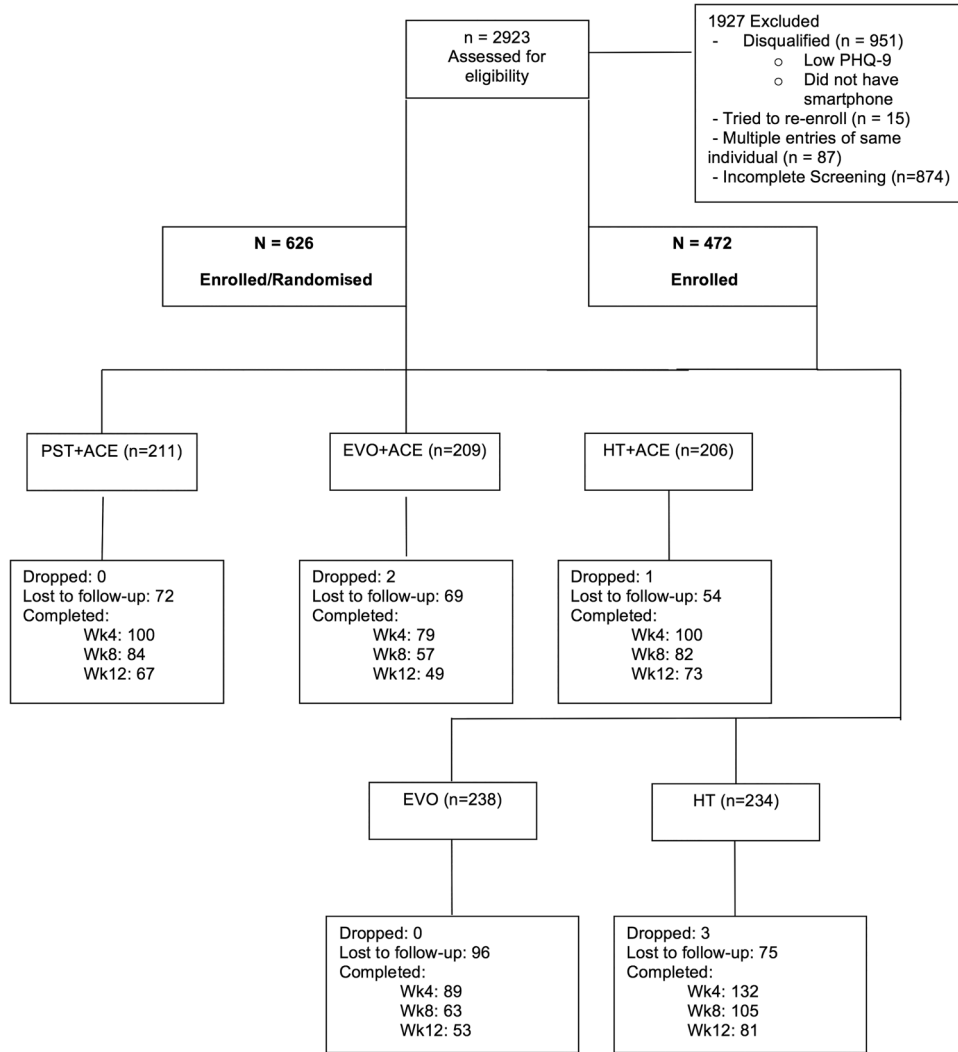 n = 2923
Assessed for
eligibility
1927 Excluded
- Disqualified (n = 951)
o Low PHQ-9
o Did not have
smartphone
- Tried to re-enroll (n = 15)
- Multiple entries of same
individual (n = 87)
- Incomplete Screening (n=874)
N = 626
Enrolled/Randomised
N = 472
Enrolled
PST+ACE (n=211)
EVO+ACE (n=209)
HT+ACE (n=206)
Dropped: 0
Lost to follow-up: 72
Completed:
Wk4: 100
Wk8: 84
Wk12: 67
Dropped: 2
Lost to follow-up: 69
Completed:
Wk4: 79
Wk8: 57
Wk12: 49
Dropped: 1
Lost to follow-up: 54
Completed:
Wk4: 100
Wk8: 82
Wk12: 73
EVO (n=238)
HT (n=234)
Dropped: 0
Lost to follow-up: 96
Completed:
Wk4: 89
Wk8: 63
Wk12: 53
Dropped: 3
Lost to follow-up: 75
Completed:
Wk4: 132
Wk8: 105
Wk12: 81